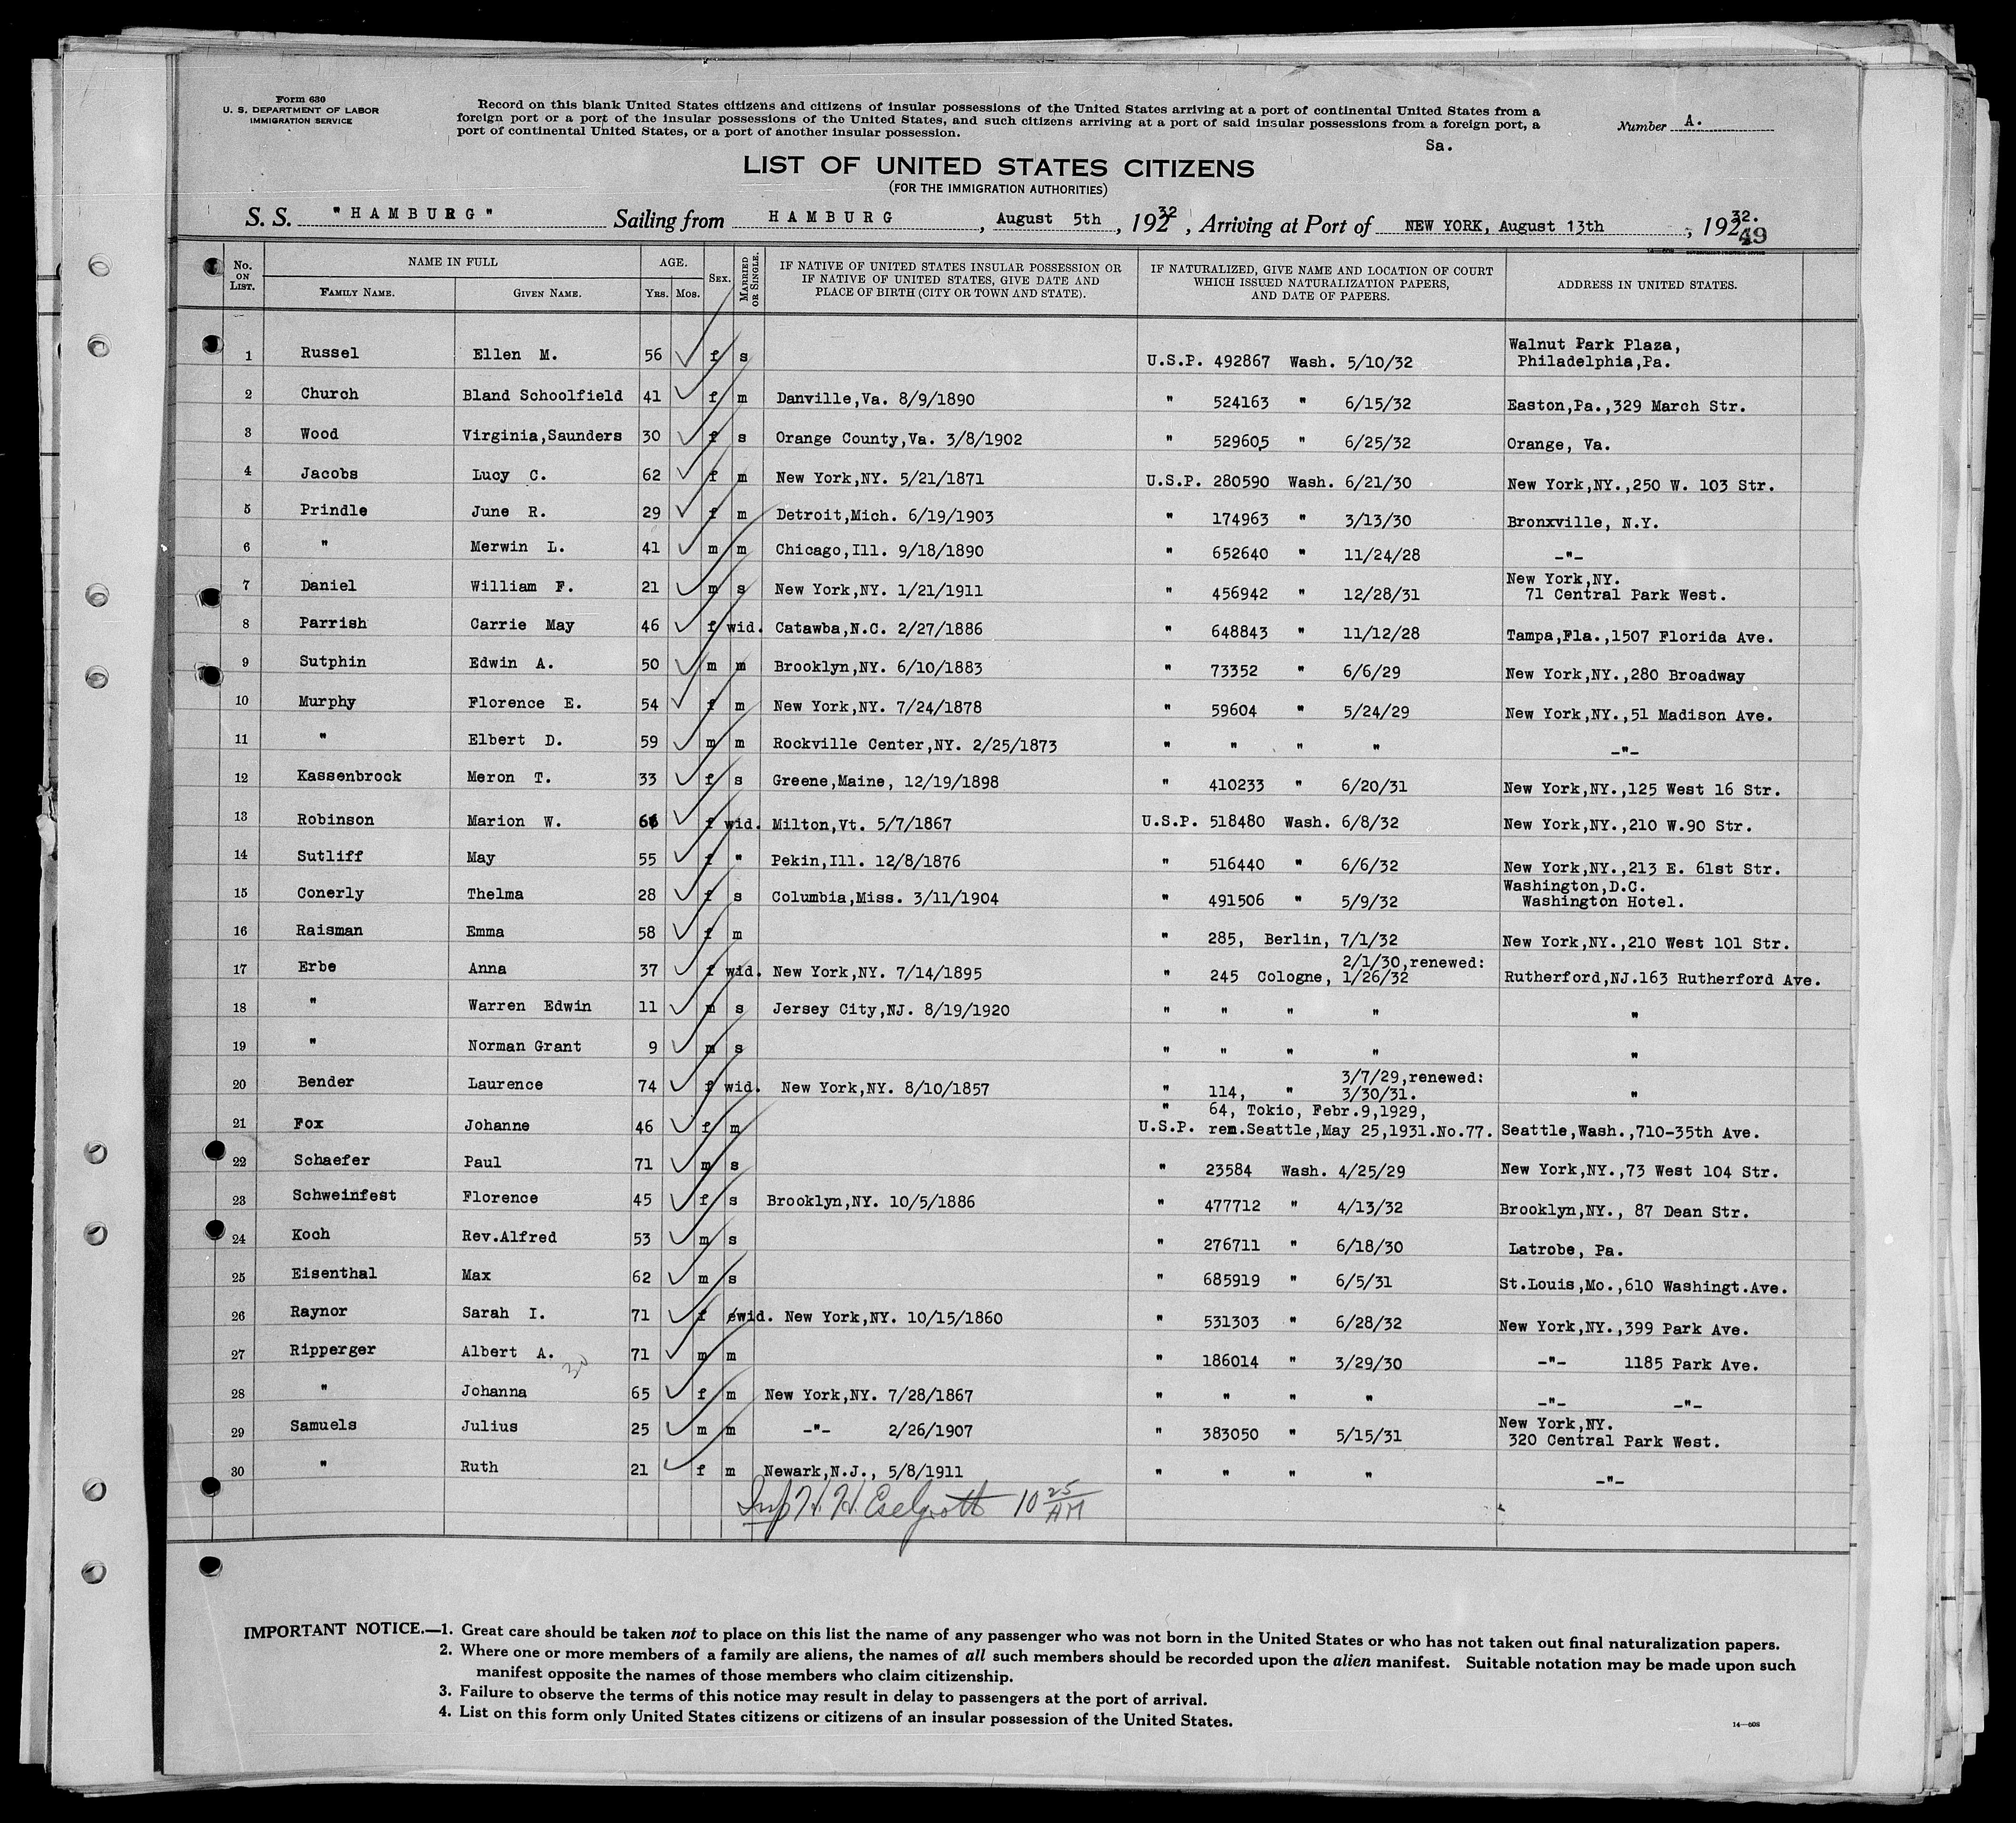 Form 630
U. S. DEPARTMENT OF LABOR
IMMIGRATION SERVICE
Record on this blank United States citizens and citizens of insular possessions of the United States arriving at a port of continental United States from a
foreign port or a port of the insular possessions of the United States, and such citizens arriving at a port of said insular possessions from a foreign port, a
port of continental United States, or a port of another insular possession.
Number A.
Sa.
LIST OF UNITED STATES CITIZENS
(FOR THE IMMIGRATION AUTHORITIES)
S. S. "HAMBURG" Sailing from HAMBURG, August 5th, 192 32, Arriving at Port of NEW YORK, August 13th, 192 32.
49
No. ON LIST. NAME IN FULL FAMILY NAME. GIVEN NAME. AGE. YRS. MOS. SEX. MARRIED OR SINGLE. IF NATIVE OF UNITED STATES INSULAR POSSESSION OR IF NATIVE OF UNITED STATES, GIVE DATE AND PLACE OF BIRTH (CITY OR TOWN AND STATE). IF NATURALIZED, GIVE NAME AND LOCATION OF COURT WHICH ISSUED NATURALIZATION PAPERS, AND DATE OF PAPERS. ADDRESS IN UNITED STATES.
1 Russel Ellen M. 56 f s U.S.P. 492867 Wash. 5/10/32 Walnut Park Plaza, Philadelphia,Pa.
2 Church Bland Schoolfield 41 f m Danville,Va. 8/9/1890 " 524163 " 6/15/32 Easton,Pa.,329 March Str.
3 Wood Virginia,Saunders 30 f s Orange County,Va. 3/8/1902 " 529605 " 6/25/32 Orange, Va.
4 Jacobs Lucy C. 62 f m New York,NY. 5/21/1871 U.S.P. 280590 Wash. 6/21/30 New York,NY.,250 W. 103 Str.
5 Prindle June R. 29 f m Detroit,Mich. 6/19/1903 " 174963 " 3/13/30 Bronxville, N.Y.
6 " Merwin L. 41 m m Chicago,Ill. 9/18/1890 " 652640 " 11/24/28 -"-
7 Daniel William F. 21 m s New York,NY. 1/21/1911 " 456942 " 12/28/31 New York,NY. 71 Central Park West.
8 Parrish Carrie May 46 f wid. Catawba,N.C. 2/27/1886 " 648843 " 11/12/28 Tampa,Fla.,1507 Florida Ave.
9 Sutphin Edwin A. 50 m m Brooklyn,NY. 6/10/1883 " 73352 " 6/6/29 New York,NY.,280 Broadway
10 Murphy Florence E. 54 f m New York,NY. 7/24/1878 " 59604 " 5/24/29 New York,NY.,51 Madison Ave.
11 " Elbert D. 59 m m Rockville Center,NY. 2/25/1873 " " " " -"-
12 Kassenbrock Meron T. 33 f s Greene,Maine, 12/19/1898 " 410233 " 6/20/31 New York,NY.,125 West 16 Str.
13 Robinson Marion W. f wid. Milton,Vt. 5/7/1867 U.S.P. 518480 Wash. 6/8/32 New York,NY.,210 W.90 Str.
14 Sutliff May 55 f " Pekin,Ill. 12/8/1876 " 516440 " 6/6/32 New York,NY.,213 E. 61st Str.
15 Conerly Thelma 28 f s Columbia,Miss. 3/11/1904 " 491506 " 5/9/32 Washington,D.C. Washington Hotel.
16 Raisman Emma 58 f m " 285, Berlin, 7/1/32 New York,NY.,210 West 101 Str.
17 Erbe Anna 37 f wid. New York,NY. 7/14/1895 " 245 Cologne, 2/1/30,renewed: 1/26/32 Rutherford,NJ.163 Rutherford Ave.
18 " Warren Edwin 11 m s Jersey City,NJ. 8/19/1920 " " " " "
19 " Norman Grant 9 m s " " " " "
20 Bender Laurence 74 f wid. New York,NY. 8/10/1857 " 114, " 3/7/29,renewed: 3/30/31. "
21 Fox Johanne 46 f m " 64, Tokio, Febr.9,1929, U.S.P. ren.Seattle,May 25,1931.No.77. Seattle,Wash.,710-35th Ave.
22 Schaefer Paul 71 m s " 23584 Wash. 4/25/29 New York,NY.,73 West 104 Str.
23 Schweinfest Florence 45 f s Brooklyn,NY. 10/5/1886 " 477712 " 4/13/32 Brooklyn,NY., 87 Dean Str.
24 Koch Rev.Alfred 53 m s " 276711 " 6/18/30 Latrobe, Pa.
25 Eisenthal Max 62 m s " 685919 " 6/5/31 St.Louis,Mo.,610 Washingt.Ave.
26 Raynor Sarah I. 71 f wid. New York,NY. 10/15/1860 " 531303 " 6/28/32 New York,NY.,399 Park Ave.
27 Ripperger Albert A. 71 m m " 186014 " 3/29/30 -"- 1185 Park Ave.
28 " Johanna 65 f m New York,NY. 7/28/1867 " " " " -"- -"-
29 Samuels Julius 25 m m -"- 2/26/1907 " 383050 " 5/15/31 New York,NY. 320 Central Park West.
30 " Ruth 21 f m Newark,N.J., 5/8/1911 " " " " -"-
Insp H. H. 10 25 AM
IMPORTANT NOTICE.—1. Great care should be taken not to place on this list the name of any passenger who was not born in the United States or who has not taken out final naturalization papers.
2. Where one or more members of a family are aliens, the names of all such members should be recorded upon the alien manifest. Suitable notation may be made upon such
manifest opposite the names of those members who claim citizenship.
3. Failure to observe the terms of this notice may result in delay to passengers at the port of arrival.
4. List on this form only United States citizens or citizens of an insular possession of the United States.
14—608